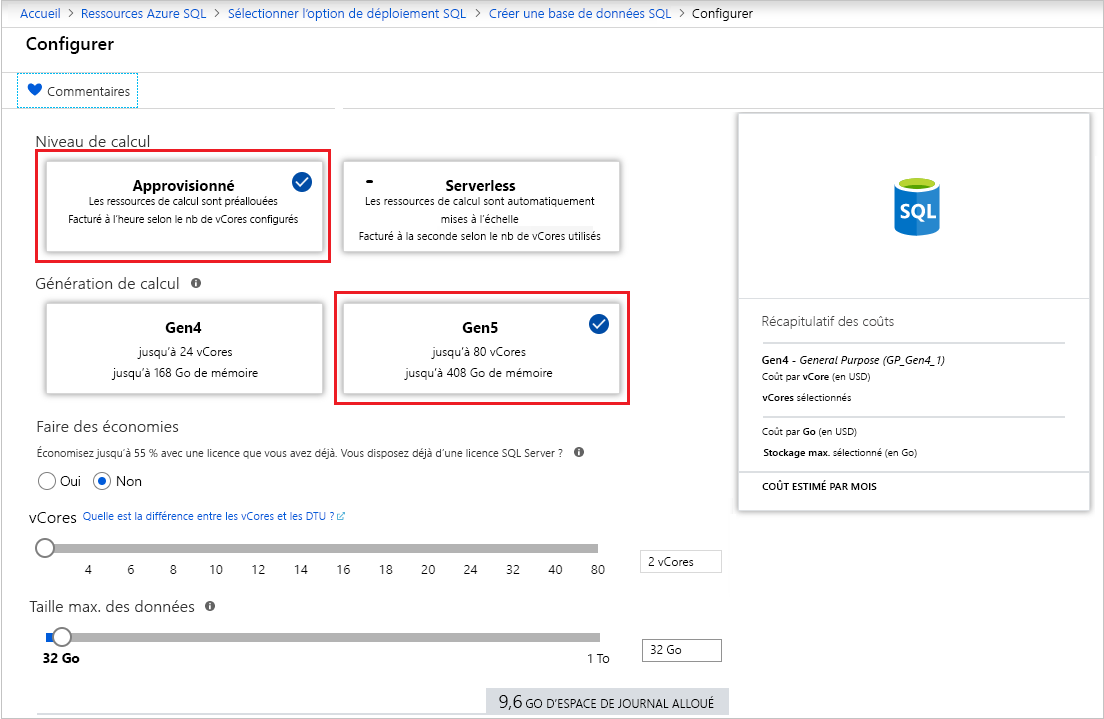 Accueil > Ressources Azure SQL > Sélectionner l'option de déploiement SQL > Créer une base de données SQL > Configurer
Configurer
Commentaires
Niveau de calcul
Approvisionné
Les ressources de calcul sont préallouées
Facturé à l'heure selon le nb de vCores configurés
Serverless
Les ressources de calcul sont automatiquement
mises à l'échelle
Facturé à la seconde selon le nb de vCores utilisés
Génération de calcul
Gen4
jusqu'à 24 vCores
jusqu'à 168 Go de mémoire
Gen5
jusqu'à 80 vCores
jusqu'à 408 Go de mémoire
Faire des économies
Économisez jusqu'à 55 % avec une licence que vous avez déjà. Vous disposez déjà d'une licence SQL Server ?
Oui Non
vCores Quelle est la différence entre les vCores et les DTU ?
4 6 8 10 12 14 16 18 20 24 32 40 80
2 vCores
Taille max. des données
32 Go 1 To
32 Go
9,6 GO D'ESPACE DE JOURNAL ALLOUÉ
SQL
Récapitulatif des coûts
Gen4 - General Purpose (GP_Gen4_1)
Coût par vCore (en USD)
vCores sélectionnés
Coût par Go (en USD)
Stockage max. sélectionné (en Go)
COÛT ESTIMÉ PAR MOIS